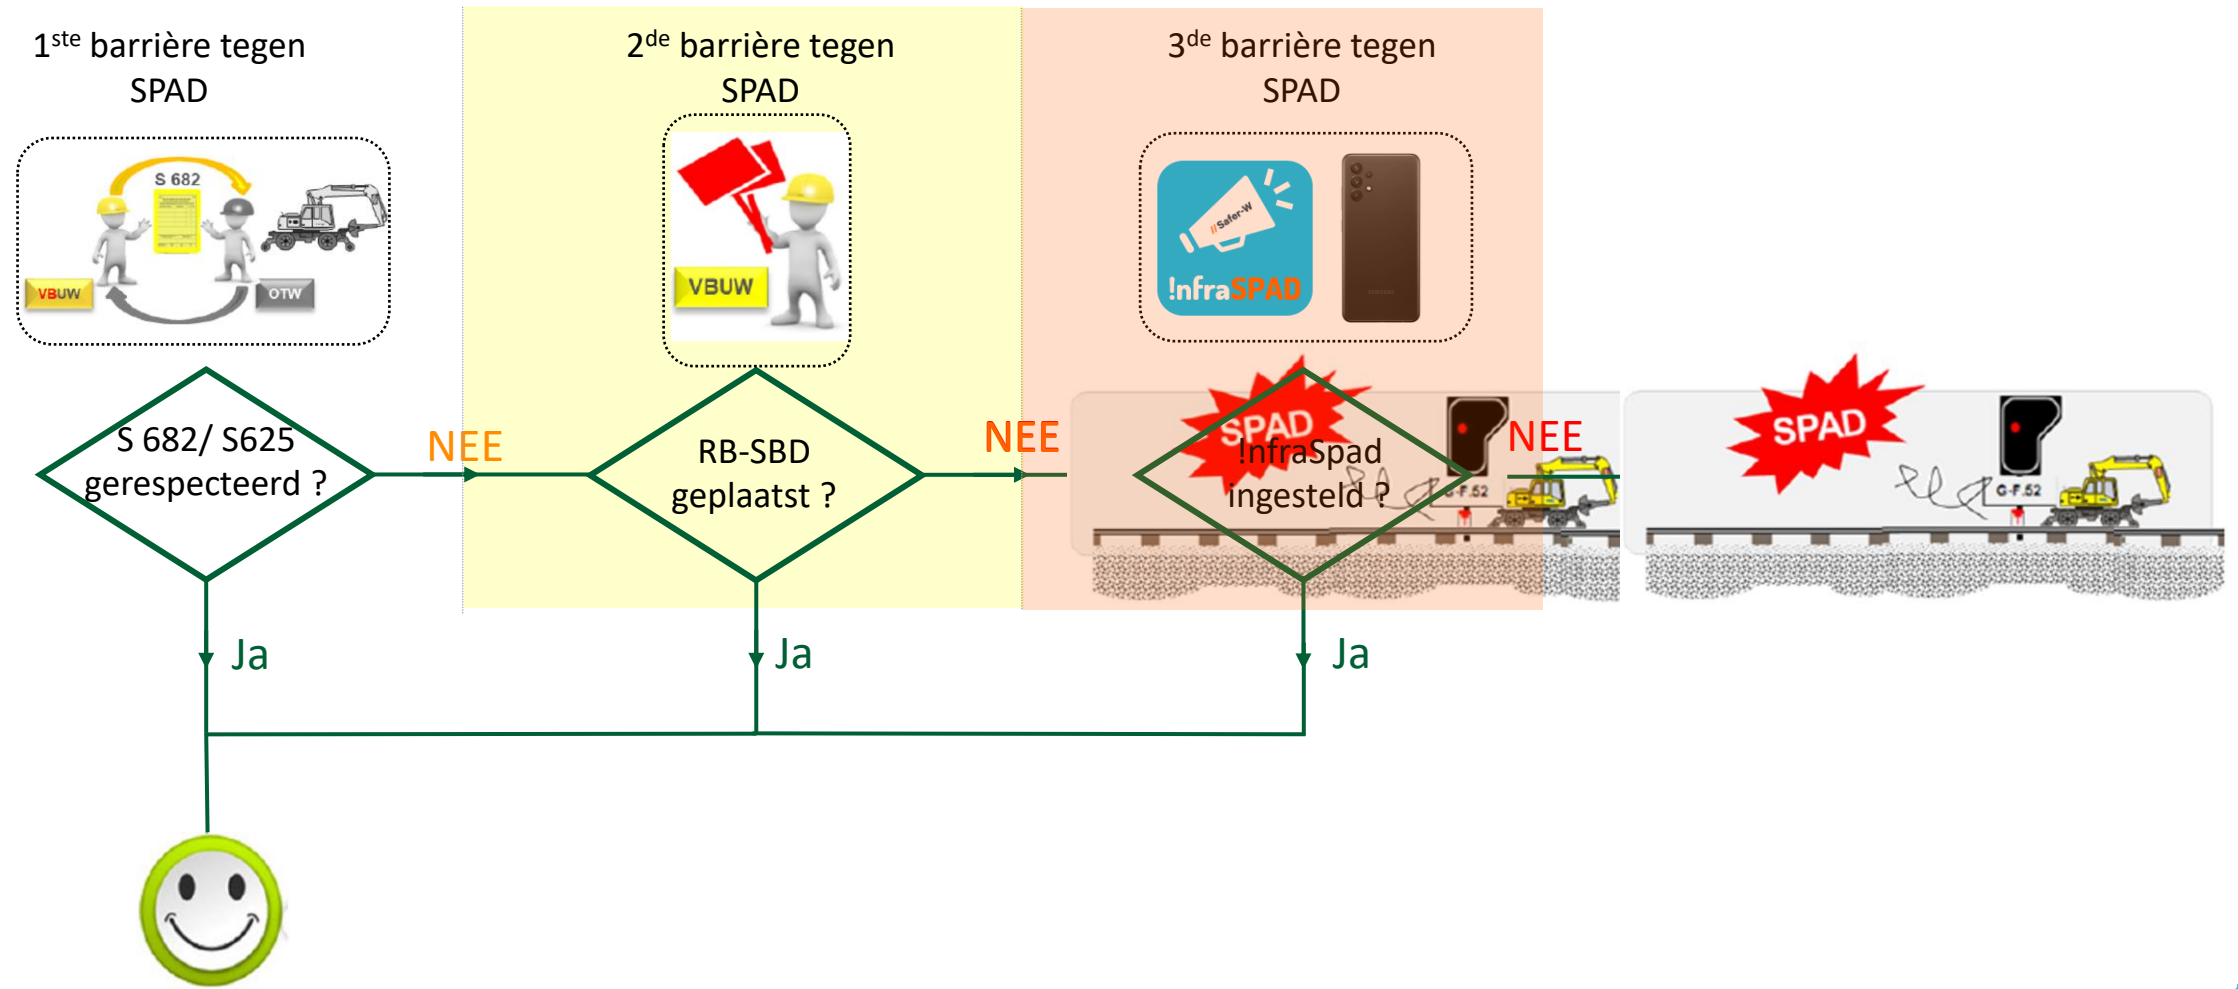 1ste barrière tegen
SPAD
2de barrière tegen
SPAD
3de barrière tegen
SPAD
S 682
VBUW
OTW
VBUW
//Safer-W
!nfraSPAD
SAMSUNG
S 682/ S625
gerespecteerd ?
NEE
RB-SBD
geplaatst ?
NEE
SPAD
!nfraSpad
ingesteld ?
G-F.52
NEE
SPAD
G-F.52
Ja
Ja
Ja